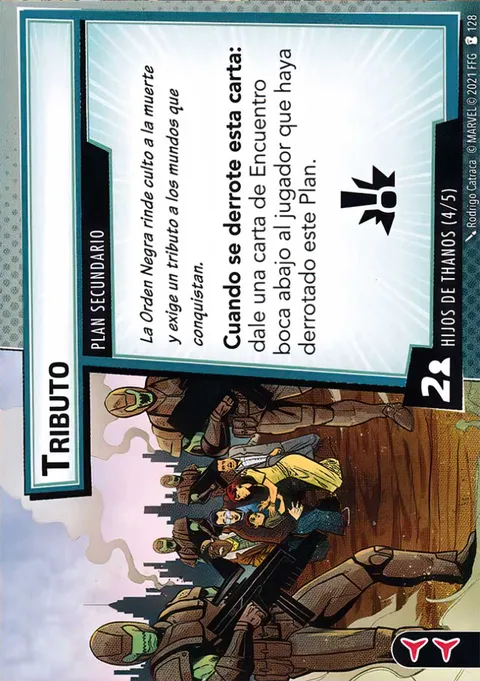 TRIBUTO
PLAN SECUNDARIO
La Orden Negra rinde culto a la muerte
y exige un tributo a los mundos que
conquistan.
Cuando se derrote esta carta:
dale una carta de Encuentro
boca abajo al jugador que haya
derrotado este Plan.
2
HIJOS DE THANOS (4/5)
Rodrigo Catraca © MARVEL © 2021 FFG 128